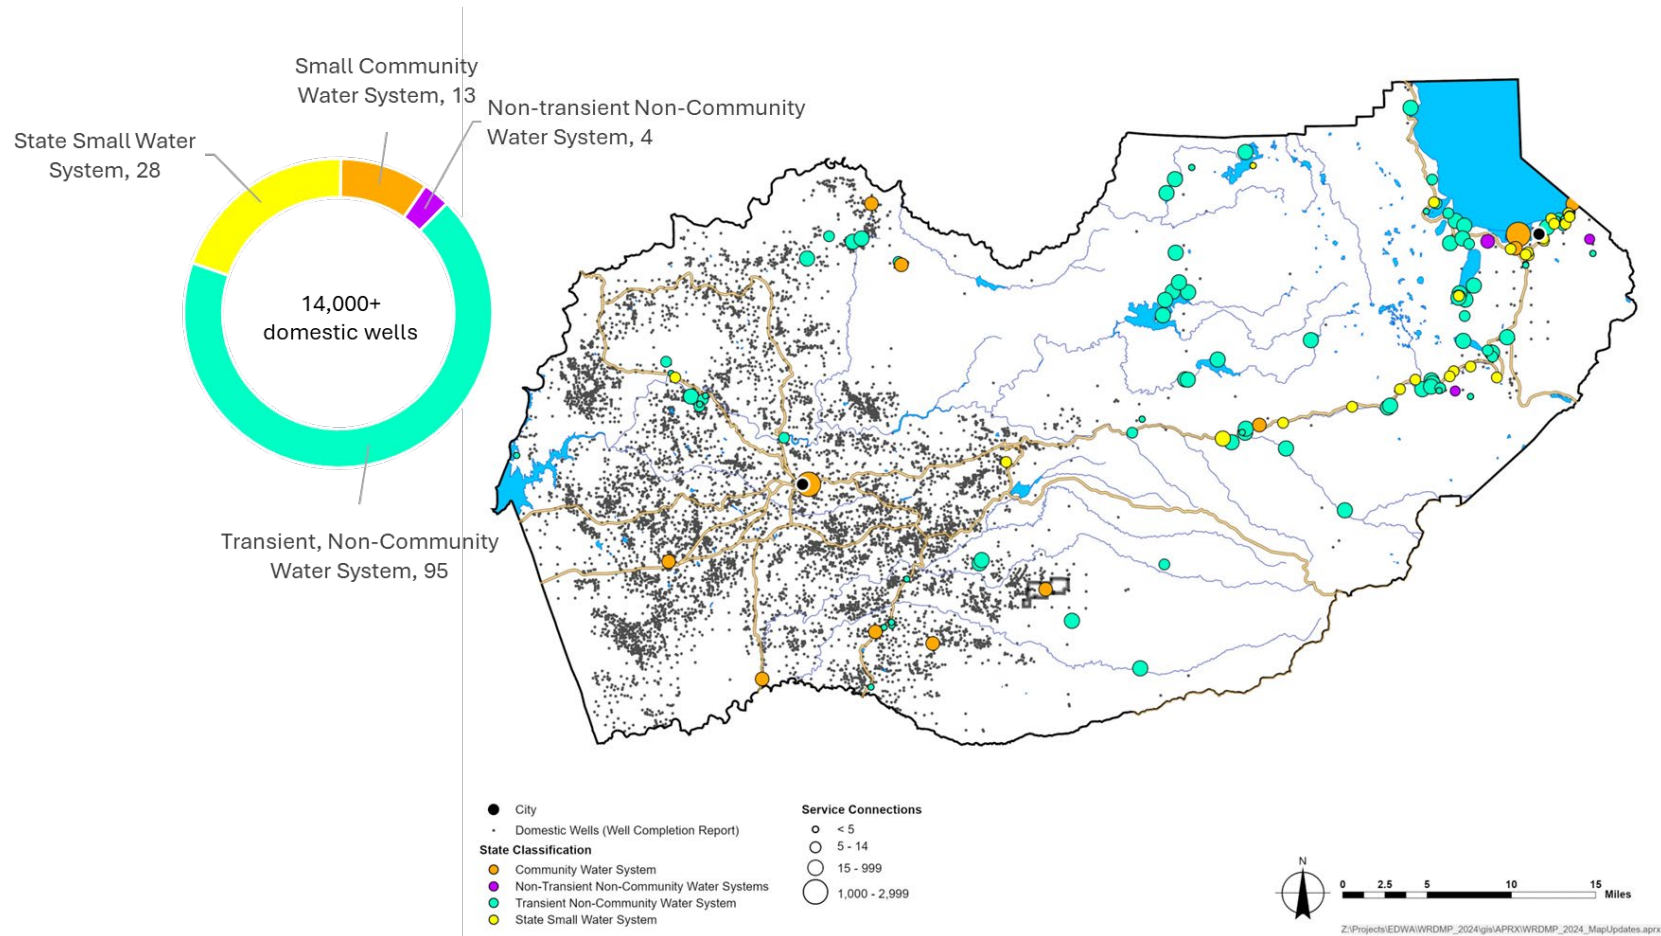 Small Community
Water System, 13
Non-transient Non-Community
Water System, 4
State Small Water
System, 28
14,000+
domestic wells
Transient, Non-Community
Water System, 95
City
Domestic Wells (Well Completion Report)
State Classification
Community Water System
Non-Transient Non-Community Water Systems
Transient Non-Community Water System
State Small Water System
Service Connections
< 5
5 - 14
15 - 999
1,000 - 2,999
N
0 2.5 5 10 15
Miles
Z:\Projects\EDWA\WRDMP_2024\gis\APRX\WRDMP_2024_MapUpdates.aprx